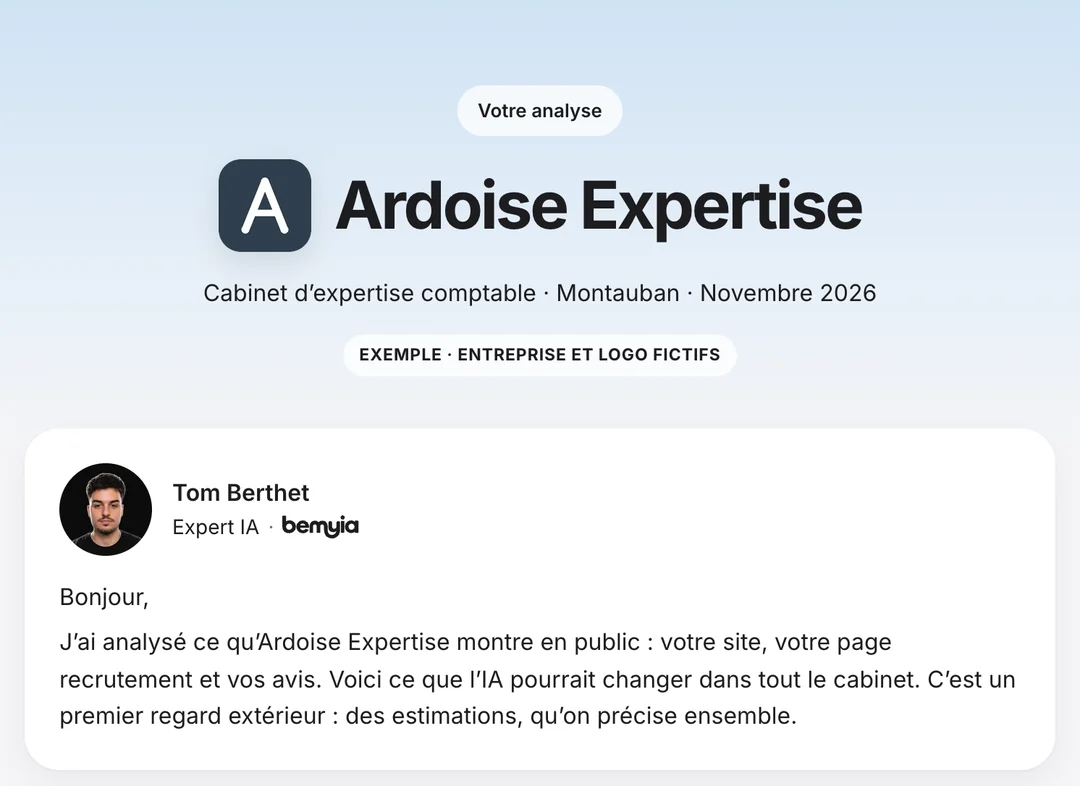 Votre analyse
A Ardoise Expertise
Cabinet d’expertise comptable · Montauban · Novembre 2026
EXEMPLE · ENTREPRISE ET LOGO FICTIFS
Tom Berthet
Expert IA · bemyia
Bonjour,
J’ai analysé ce qu’Ardoise Expertise montre en public : votre site, votre page
recrutement et vos avis. Voici ce que l’IA pourrait changer dans tout le cabinet. C’est un
premier regard extérieur : des estimations, qu’on précise ensemble.